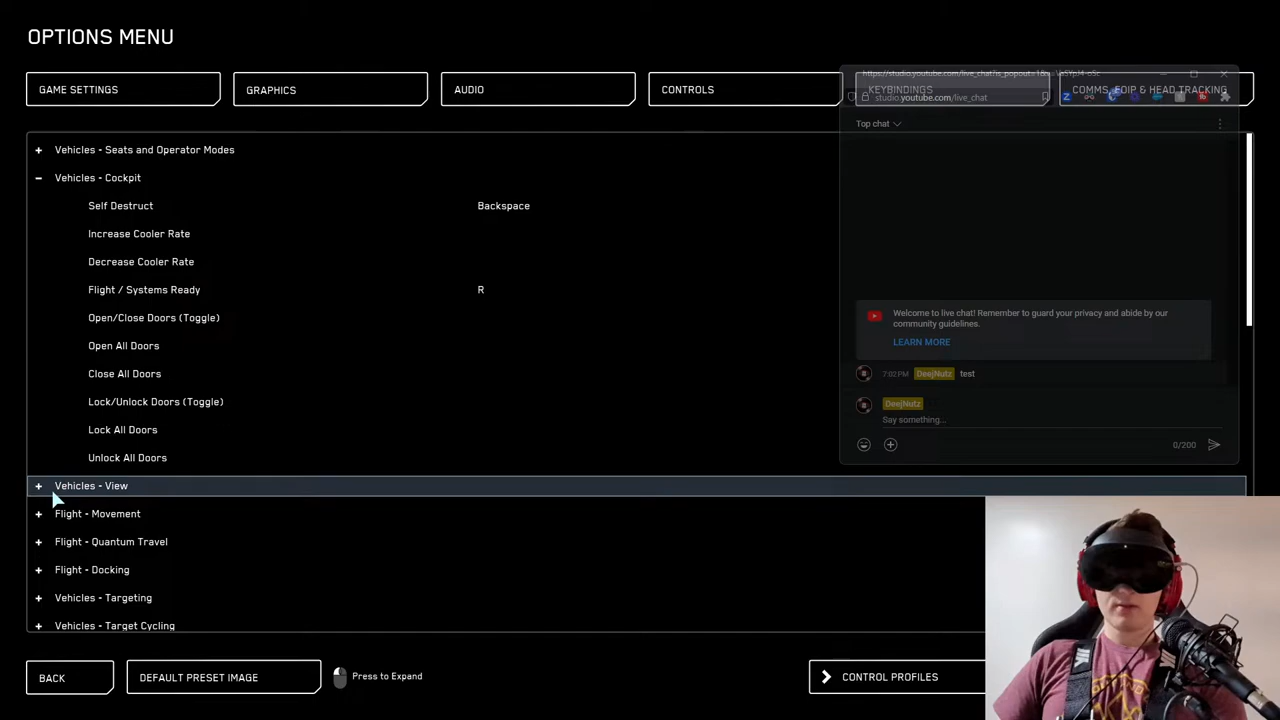 OPTIONS MENU
GAME SETTINGS
GRAPHICS
AUDIO
CONTROLS
KEYBINDINGS
COMMS, FOIP & HEAD TRACKING
studio.youtube.com/live_chat
Top chat
Welcome to live chat! Remember to guard your privacy and abide by our
community guidelines.
LEARN MORE
7:02 PM DeejNutz test
DeejNutz
Say something...
0/200
+ Vehicles - Seats and Operator Modes
− Vehicles - Cockpit
Self Destruct Backspace
Increase Cooler Rate
Decrease Cooler Rate
Flight / Systems Ready R
Open/Close Doors (Toggle)
Open All Doors
Close All Doors
Lock/Unlock Doors (Toggle)
Lock All Doors
Unlock All Doors
+ Vehicles - View
+ Flight - Movement
+ Flight - Quantum Travel
+ Flight - Docking
+ Vehicles - Targeting
+ Vehicles - Target Cycling
BACK
DEFAULT PRESET IMAGE
Press to Expand
CONTROL PROFILES